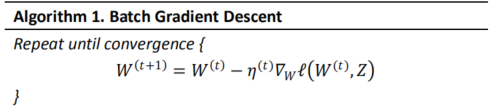 Algorithm 1. Batch Gradient Descent
Repeat until convergence {
W^{(t+1)} = W^{(t)} − η^{(t)}∇_W ℓ(W^{(t)}, Z)
}